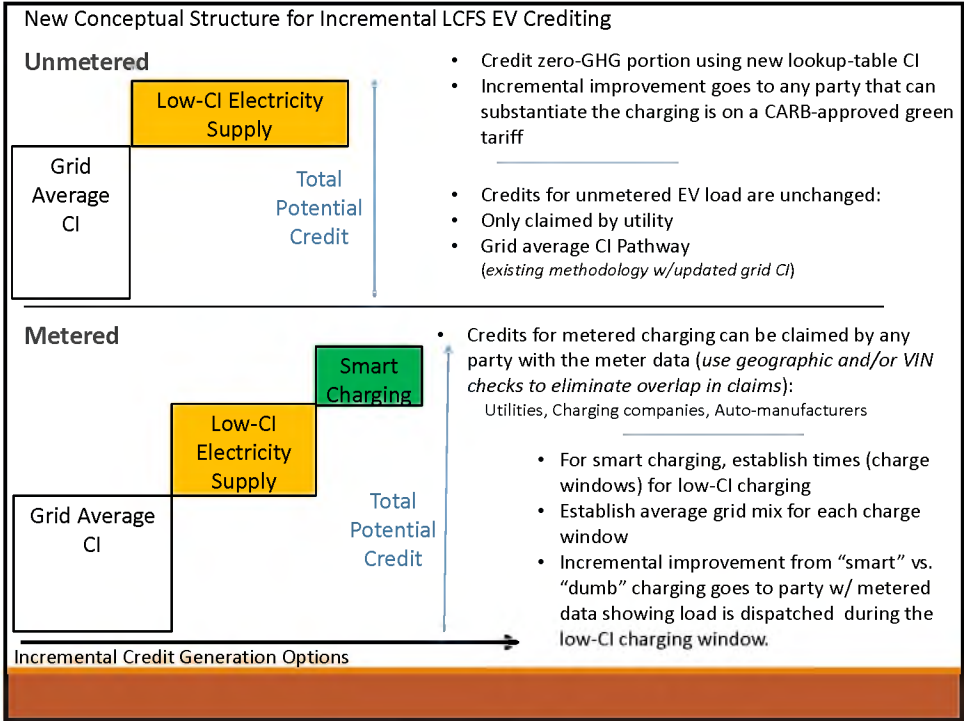 New Conceptual Structure for Incremental LCFS EV Crediting
Unmetered
Low-CI Electricity
Supply
Grid
Average
CI
Total
Potential
Credit
• Credit zero-GHG portion using new lookup-table CI
• Incremental improvement goes to any party that can
substantiate the charging is on a CARB-approved green
tariff
• Credits for unmetered EV load are unchanged:
• Only claimed by utility
• Grid average CI Pathway
(existing methodology w/updated grid CI)
Metered
Smart
Charging
Low-CI
Electricity
Supply
Grid Average
CI
Total
Potential
Credit
• Credits for metered charging can be claimed by any
party with the meter data (use geographic and/or VIN
checks to eliminate overlap in claims):
Utilities, Charging companies, Auto-manufacturers
• For smart charging, establish times (charge
windows) for low-CI charging
• Establish average grid mix for each charge
window
• Incremental improvement from “smart” vs.
“dumb” charging goes to party w/ metered
data showing load is dispatched during the
low-CI charging window.
Incremental Credit Generation Options